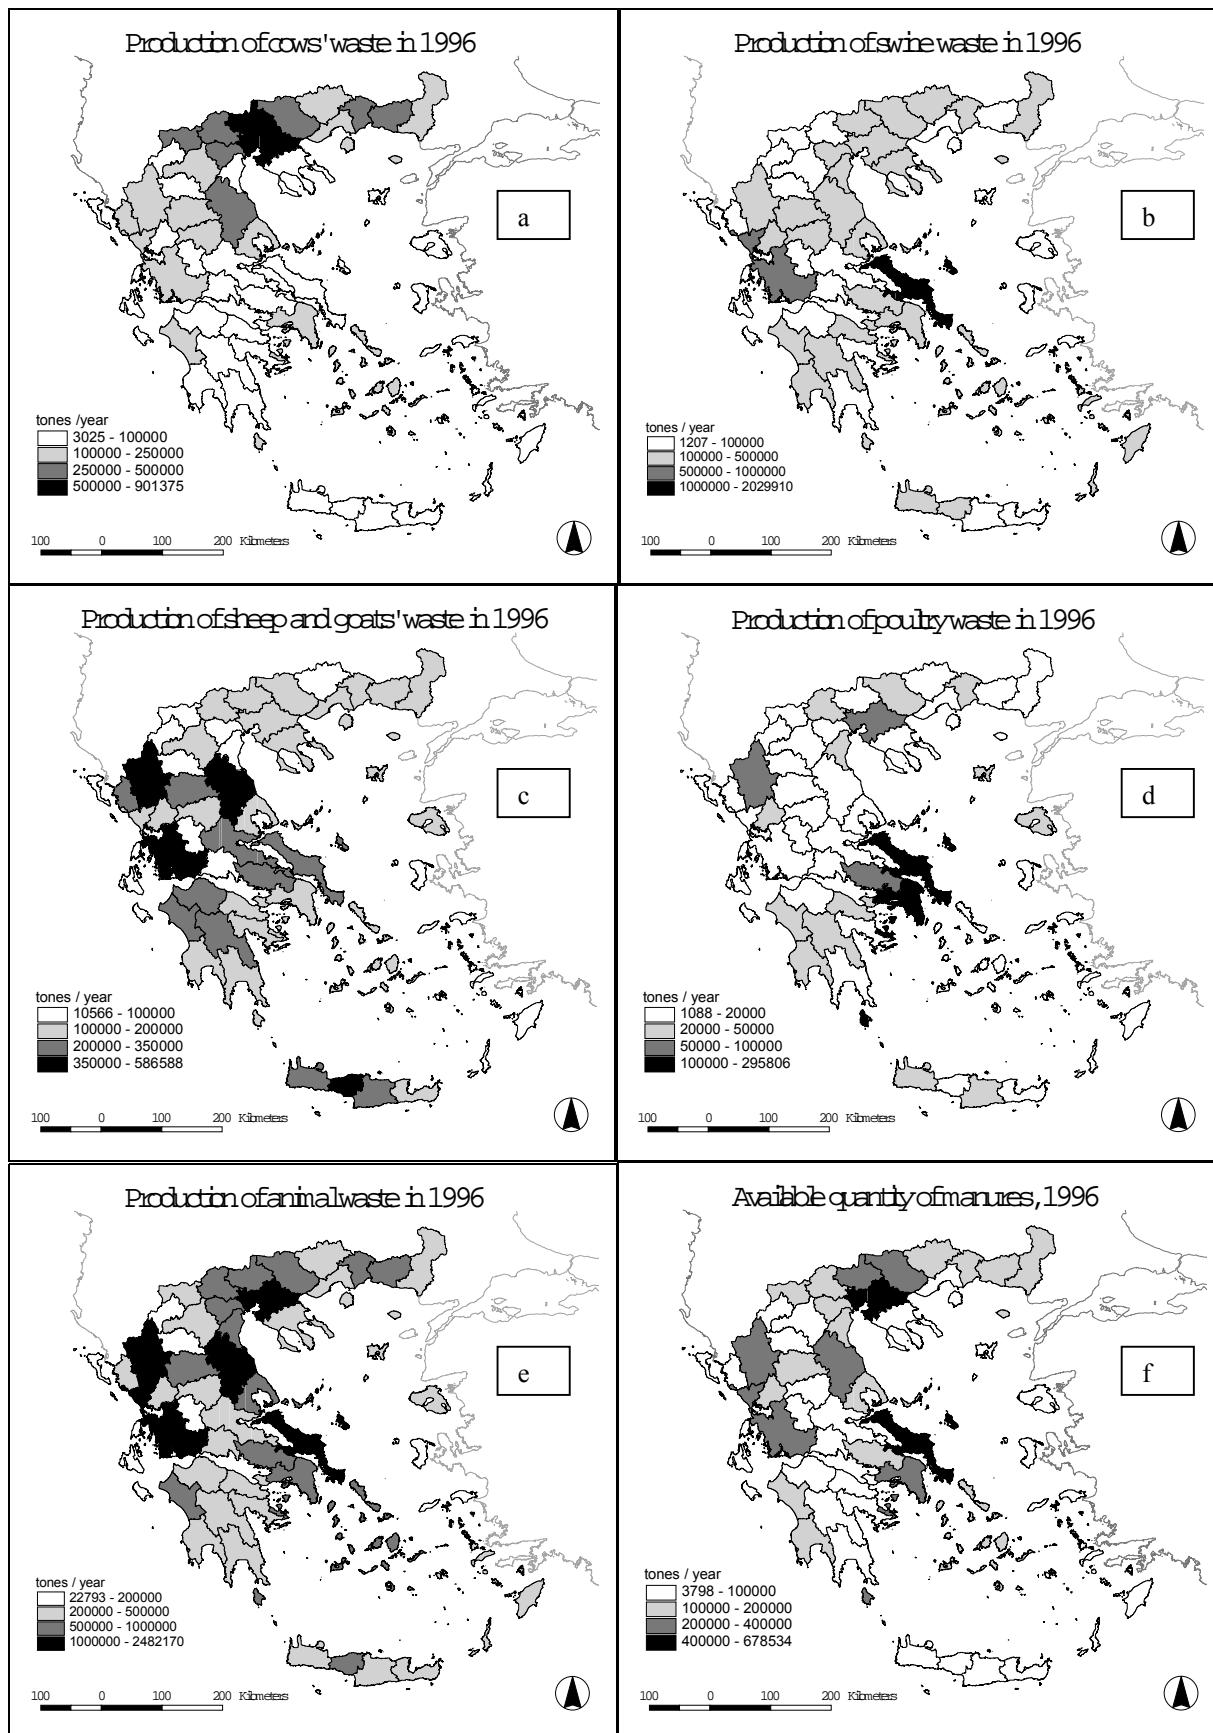 Production of cows' waste in 1996
a
tones /year
3025 - 100000
100000 - 250000
250000 - 500000
500000 - 901375
100 0 100 200 Kilometers
Production of swine waste in 1996
b
tones /year
1207 - 100000
100000 - 500000
500000 - 1000000
1000000 - 2029910
100 0 100 200 Kilometers
Production of sheep and goats' waste in 1996
c
tones / year
10566 - 100000
100000 - 200000
200000 - 350000
350000 - 586588
100 0 100 200 Kilometers
Production of poultry waste in 1996
d
tones / year
1088 - 20000
20000 - 50000
50000 - 100000
100000 - 295806
100 0 100 200 Kilometers
Production of animal waste in 1996
e
tones / year
22793 - 200000
200000 - 500000
500000 - 1000000
1000000 - 2482170
100 0 100 200 Kilometers
Available quantity of manures, 1996
f
tones / year
3798 - 100000
100000 - 200000
200000 - 400000
400000 - 678534
100 0 100 200 Kilometers